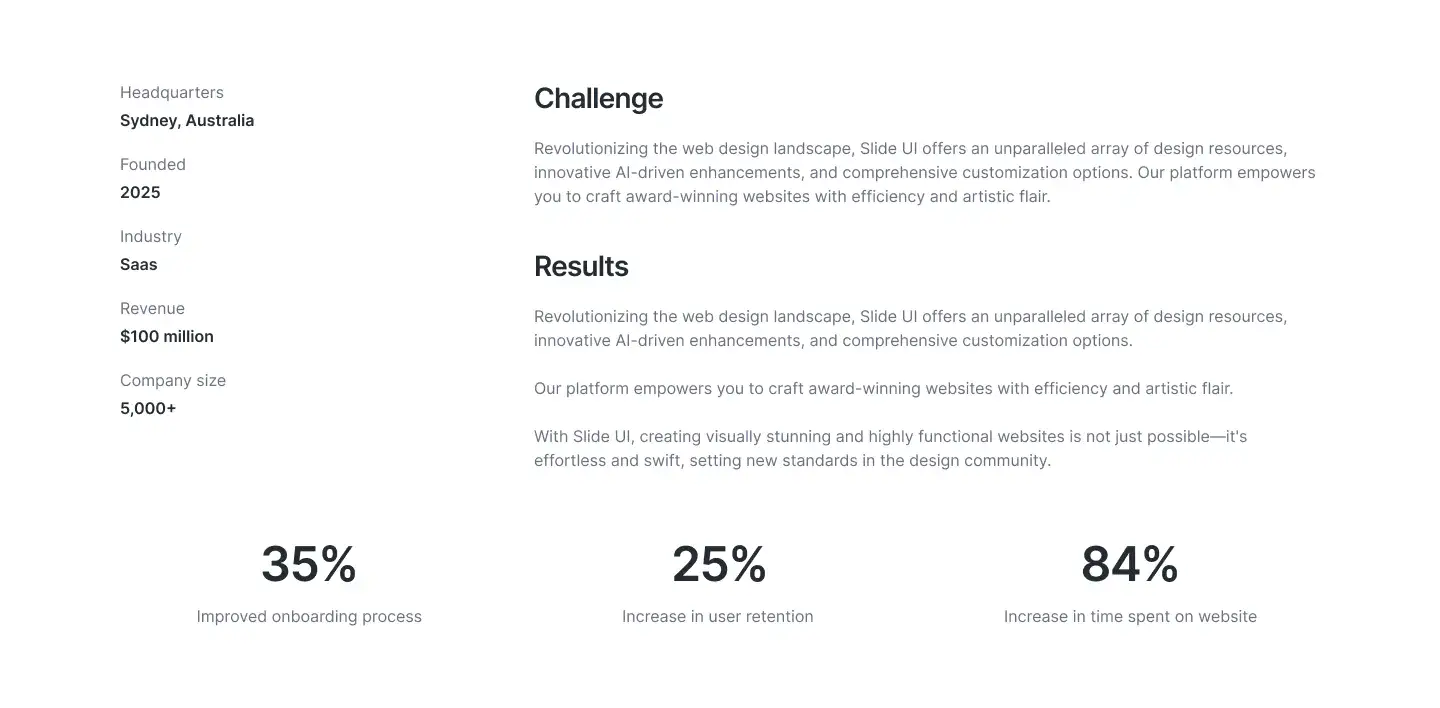 Headquarters
Sydney, Australia
Founded
2025
Industry
Saas
Revenue
$100 million
Company size
5,000+
Challenge
Revolutionizing the web design landscape, Slide UI offers an unparalleled array of design resources,
innovative AI-driven enhancements, and comprehensive customization options. Our platform empowers
you to craft award-winning websites with efficiency and artistic flair.
Results
Revolutionizing the web design landscape, Slide UI offers an unparalleled array of design resources,
innovative AI-driven enhancements, and comprehensive customization options.
Our platform empowers you to craft award-winning websites with efficiency and artistic flair.
With Slide UI, creating visually stunning and highly functional websites is not just possible—it's
effortless and swift, setting new standards in the design community.
35%
Improved onboarding process
25%
Increase in user retention
84%
Increase in time spent on website